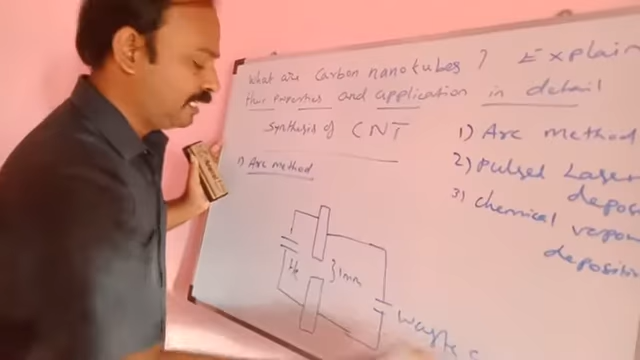 What are Carbon nanotubes ? Explain
their properties and application in detail
Synthesis of CNT
1) Arc method
2) Pulsed Laser
deposi
3) Chemical vapour
deposition
1) Arc method
He
1mm